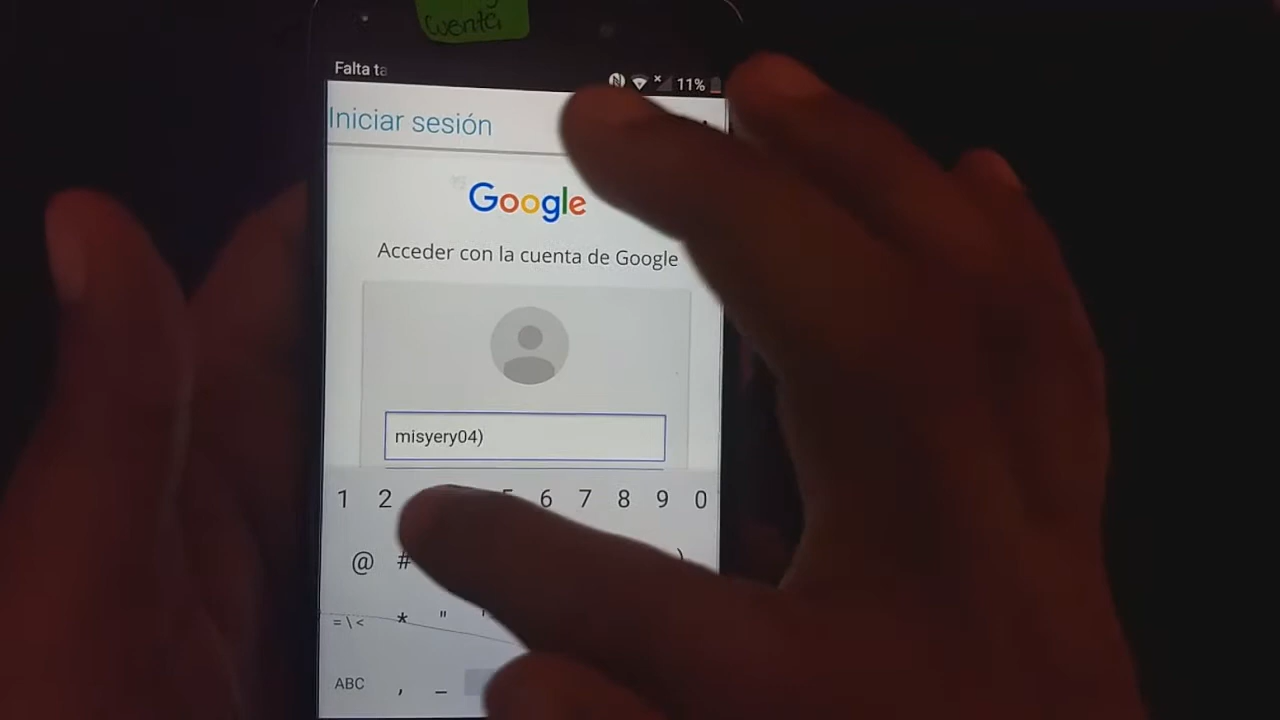 Cuenta
Falta ta
11%
Iniciar sesión
Google
Acceder con la cuenta de Google
misyery04)
1 2 5 6 7 8 9 0
@ # )
=\< * " '
ABC , _